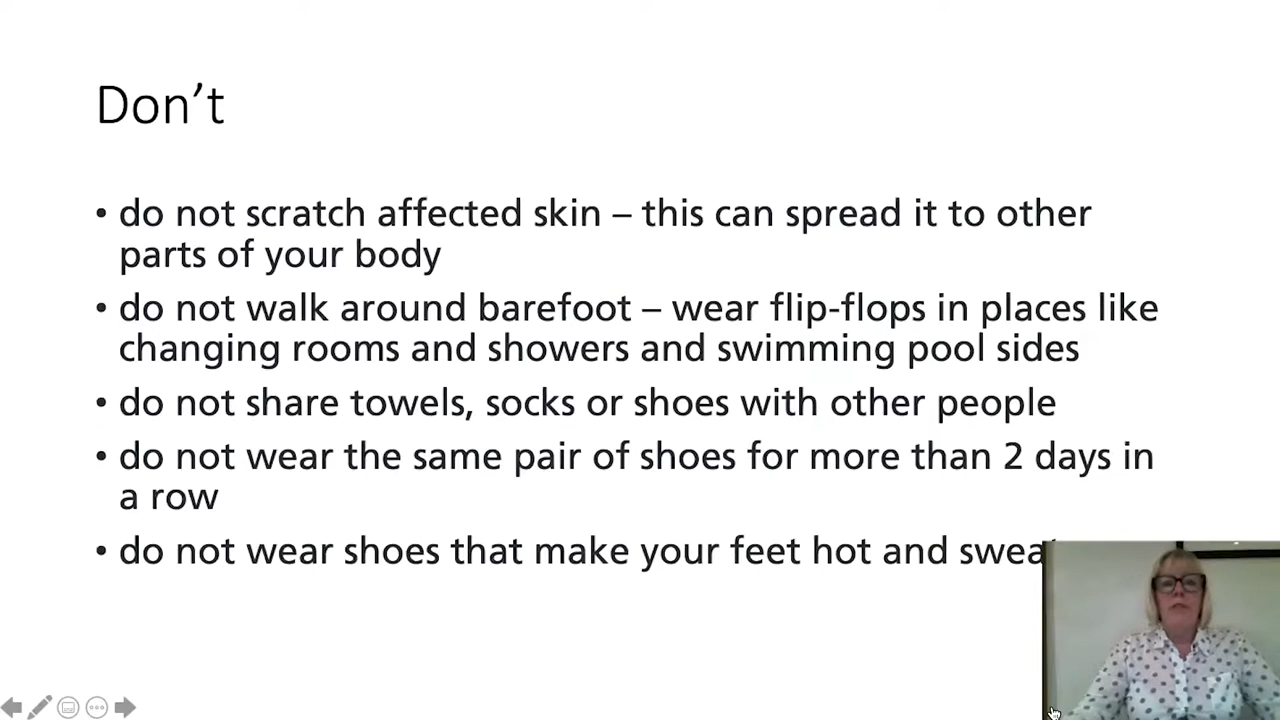 Don't
• do not scratch affected skin – this can spread it to other
parts of your body
• do not walk around barefoot – wear flip-flops in places like
changing rooms and showers and swimming pool sides
• do not share towels, socks or shoes with other people
• do not wear the same pair of shoes for more than 2 days in
a row
• do not wear shoes that make your feet hot and